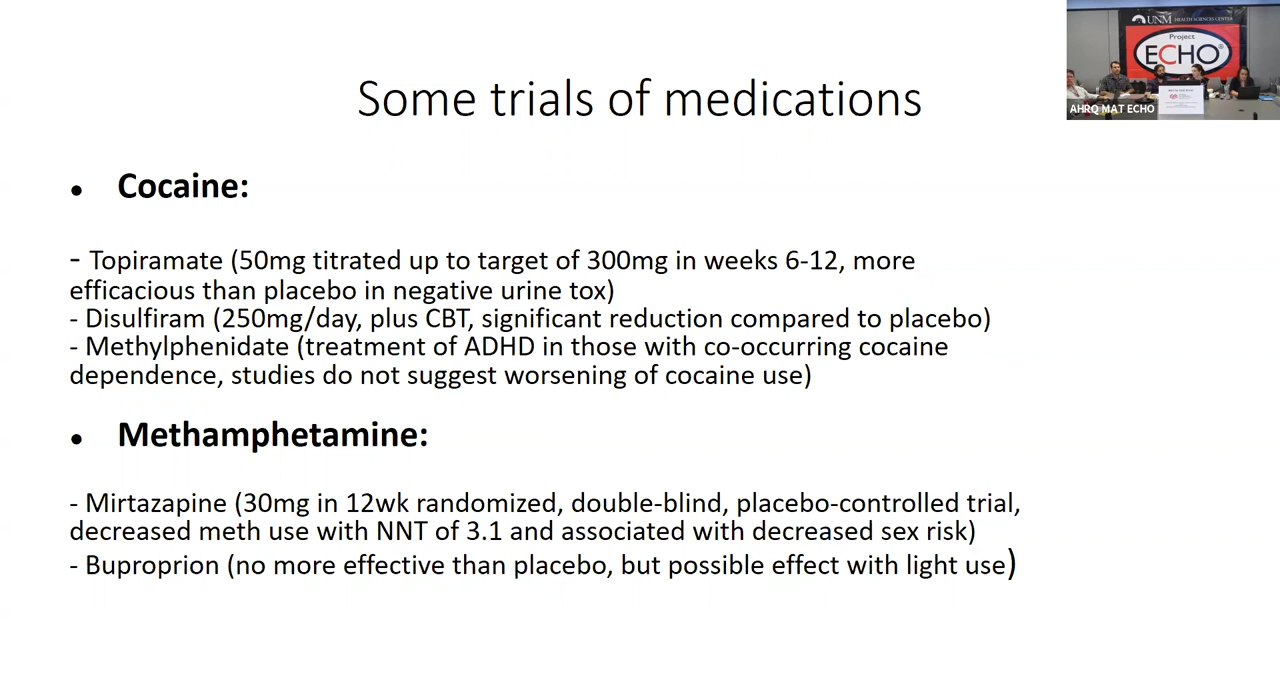 UNM HEALTH SCIENCES CENTER
Project
ECHO®
AHRQ MAT ECHO
Some trials of medications
• Cocaine:
- Topiramate (50mg titrated up to target of 300mg in weeks 6-12, more
efficacious than placebo in negative urine tox)
- Disulfiram (250mg/day, plus CBT, significant reduction compared to placebo)
- Methylphenidate (treatment of ADHD in those with co-occurring cocaine
dependence, studies do not suggest worsening of cocaine use)
• Methamphetamine:
- Mirtazapine (30mg in 12wk randomized, double-blind, placebo-controlled trial,
decreased meth use with NNT of 3.1 and associated with decreased sex risk)
- Buproprion (no more effective than placebo, but possible effect with light use)